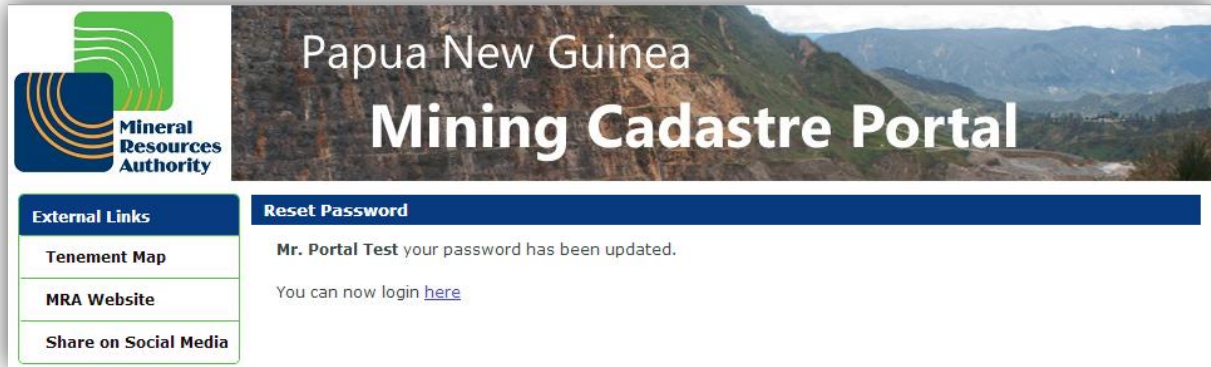 Mineral
Resources
Authority
Papua New Guinea
Mining Cadastre Portal
External Links
Tenement Map
MRA Website
Share on Social Media
Reset Password
Mr. Portal Test your password has been updated.
You can now login here